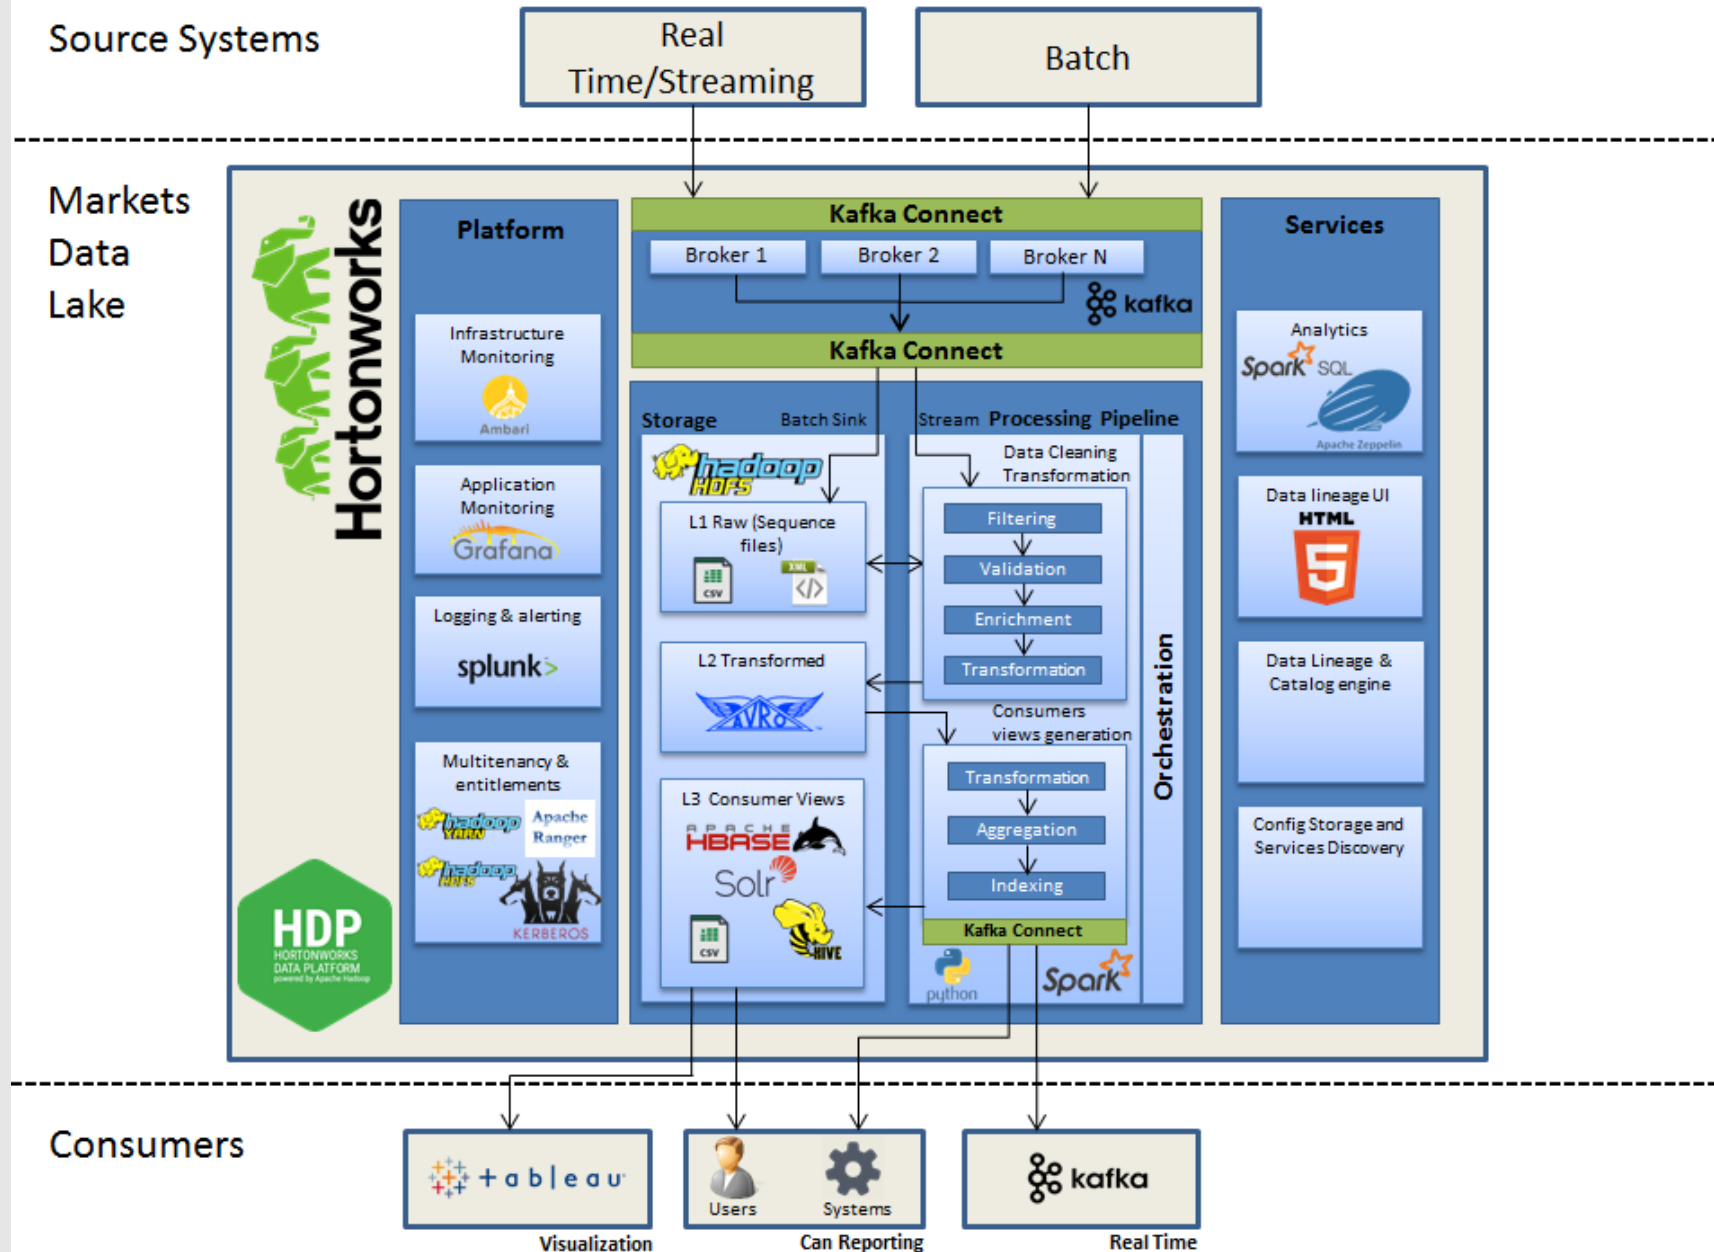 Source Systems
Real
Time/Streaming
Batch
Markets
Data
Lake
Hortonworks
HDP
HORTONWORKS
DATA PLATFORM
powered by Apache Hadoop
Platform
Infrastructure
Monitoring
Ambari
Application
Monitoring
Grafana
Logging & alerting
splunk>
Multitenancy &
entitlements
hadoop
YARN
Apache
Ranger
hadoop
HDFS
KERBEROS
Kafka Connect
Broker 1
Broker 2
Broker N
kafka
Kafka Connect
Storage
Batch Sink
Stream
Processing Pipeline
hadoop
HDFS
L1 Raw (Sequence
files)
CSV
XML
</>
L2 Transformed
AVRO
L3 Consumer Views
APACHE
HBASE
Solr
CSV
HIVE
Data Cleaning
Transformation
Filtering
Validation
Enrichment
Transformation
Consumers
views generation
Transformation
Aggregation
Indexing
Kafka Connect
python
Spark
Orchestration
Services
Analytics
Spark SQL
Apache Zeppelin
Data lineage UI
HTML
5
Data Lineage &
Catalog engine
Config Storage and
Services Discovery
Consumers
+ableau
Visualization
Users
Systems
Can Reporting
kafka
Real Time